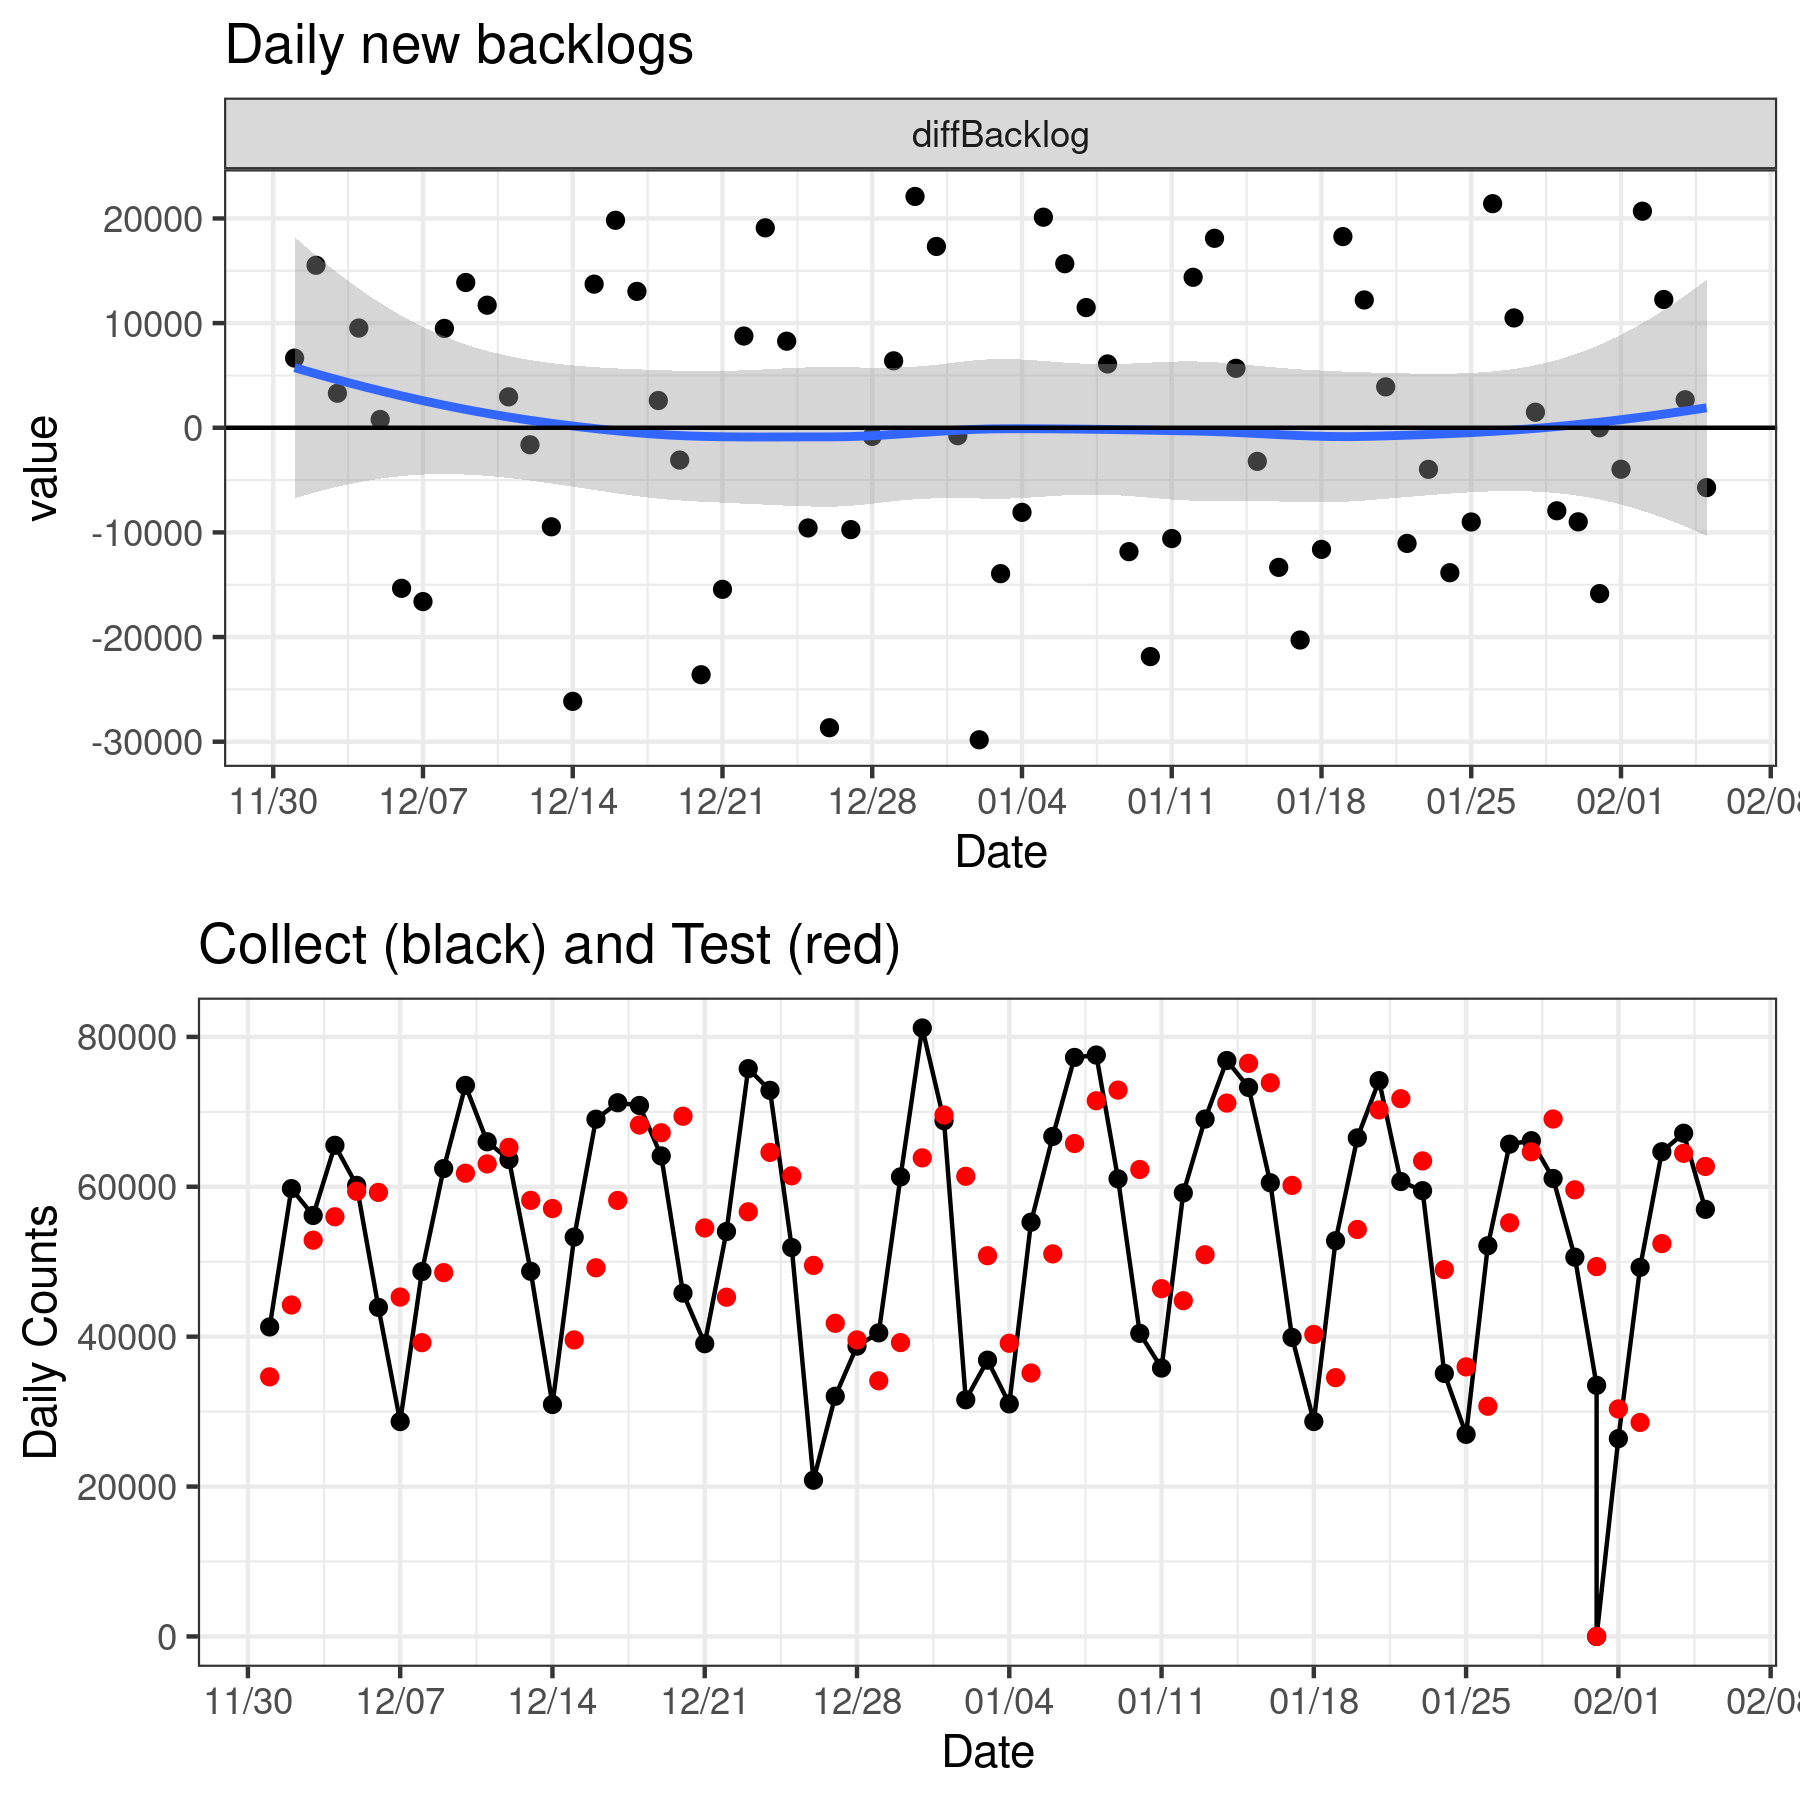 Daily new backlogs
diffBacklog
20000
10000
0
-10000
-20000
-30000
value
11/30 12/07 12/14 12/21 12/28 01/04 01/11 01/18 01/25 02/01 02/08
Date
Collect (black) and Test (red)
80000
60000
40000
20000
0
Daily Counts
11/30 12/07 12/14 12/21 12/28 01/04 01/11 01/18 01/25 02/01 02/08
Date